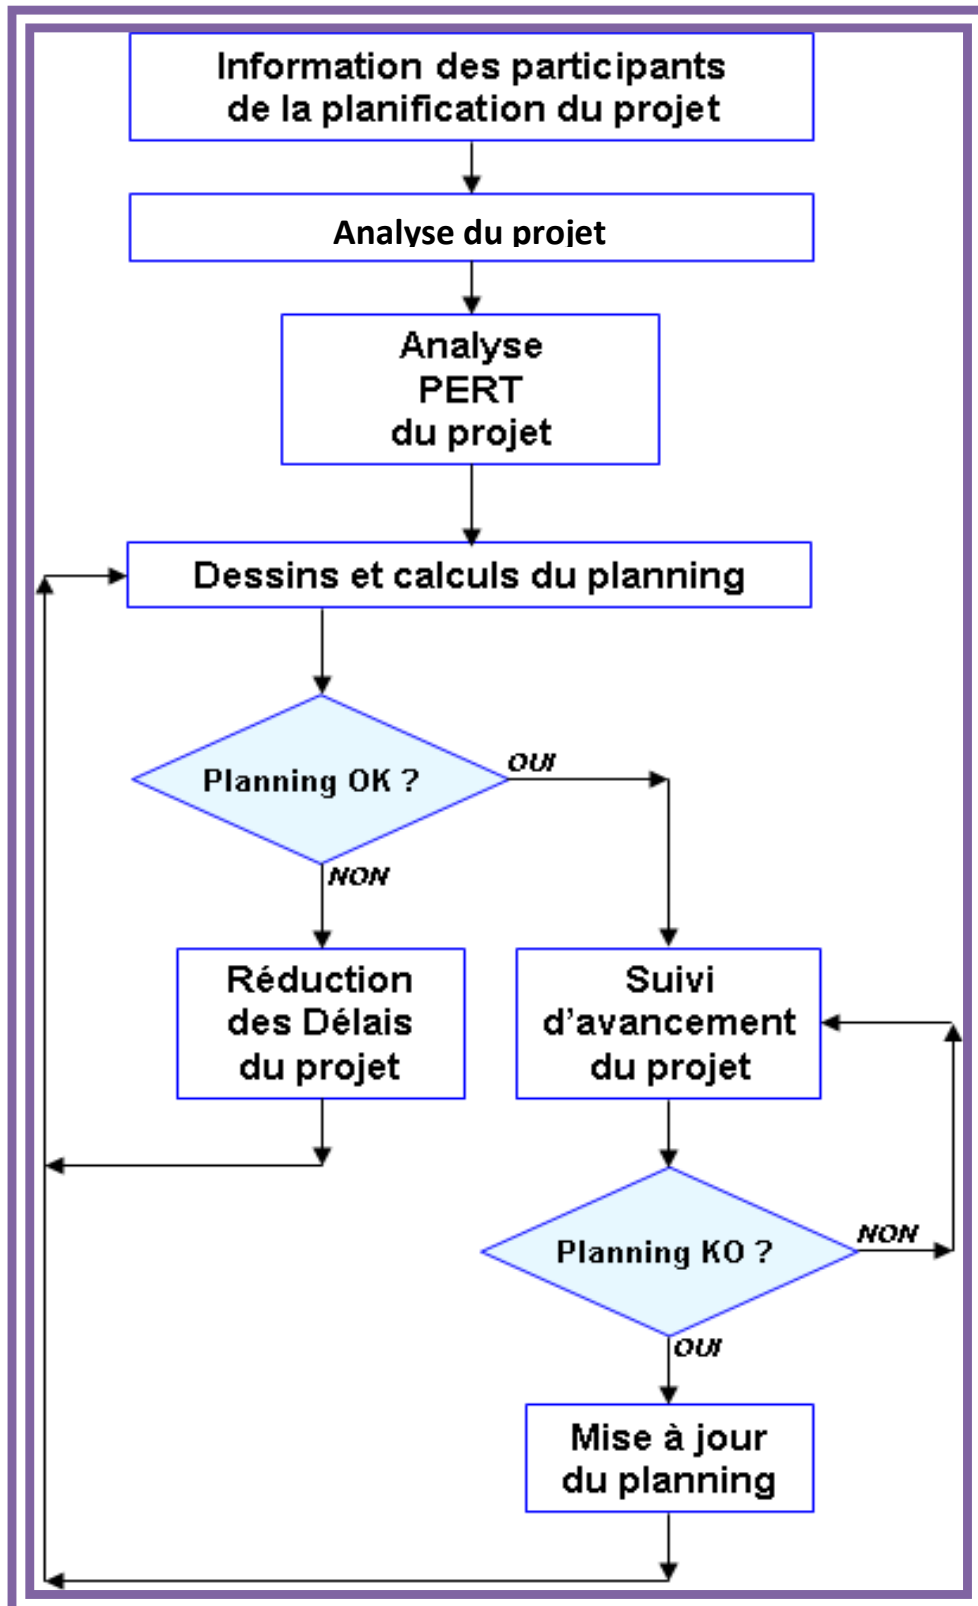 Information des participants
de la planification du projet
Analyse du projet
Analyse
PERT
du projet
Dessins et calculs du planning
Planning OK ?
OUI
NON
Réduction
des Délais
du projet
Suivi
d'avancement
du projet
Planning KO ?
NON
OUI
Mise à jour
du planning